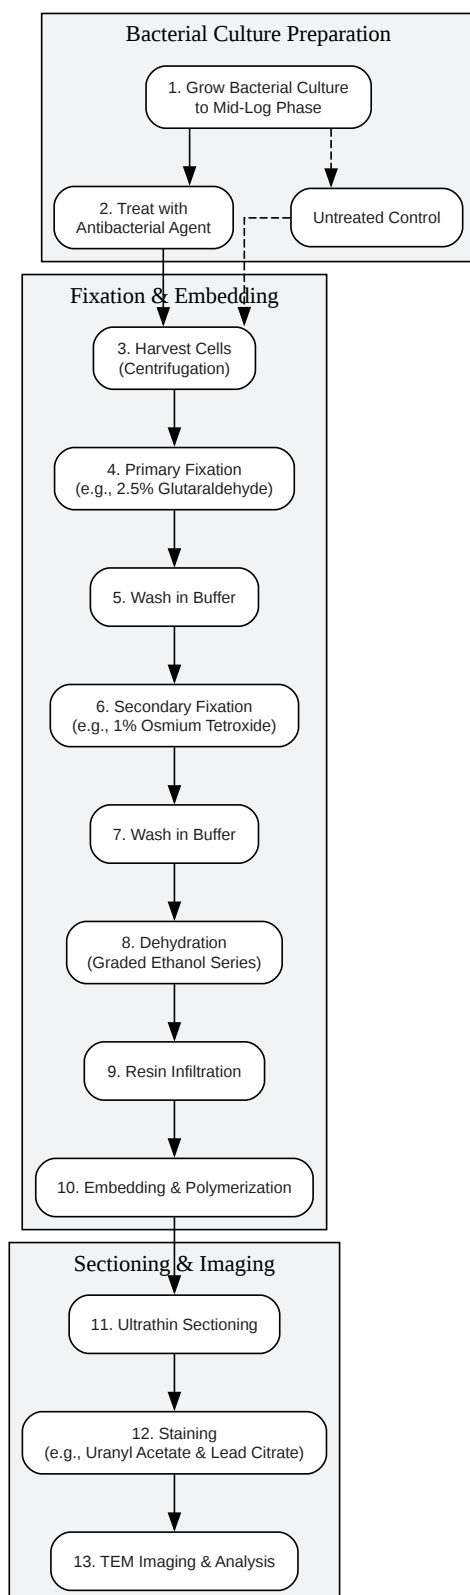 Bacterial Culture Preparation
1. Grow Bacterial Culture
to Mid-Log Phase
2. Treat with
Antibacterial Agent
Untreated Control
Fixation & Embedding
3. Harvest Cells
(Centrifugation)
4. Primary Fixation
(e.g., 2.5% Glutaraldehyde)
5. Wash in Buffer
6. Secondary Fixation
(e.g., 1% Osmium Tetroxide)
7. Wash in Buffer
8. Dehydration
(Graded Ethanol Series)
9. Resin Infiltration
10. Embedding & Polymerization
Sectioning & Imaging
11. Ultrathin Sectioning
12. Staining
(e.g., Uranyl Acetate & Lead Citrate)
13. TEM Imaging & Analysis